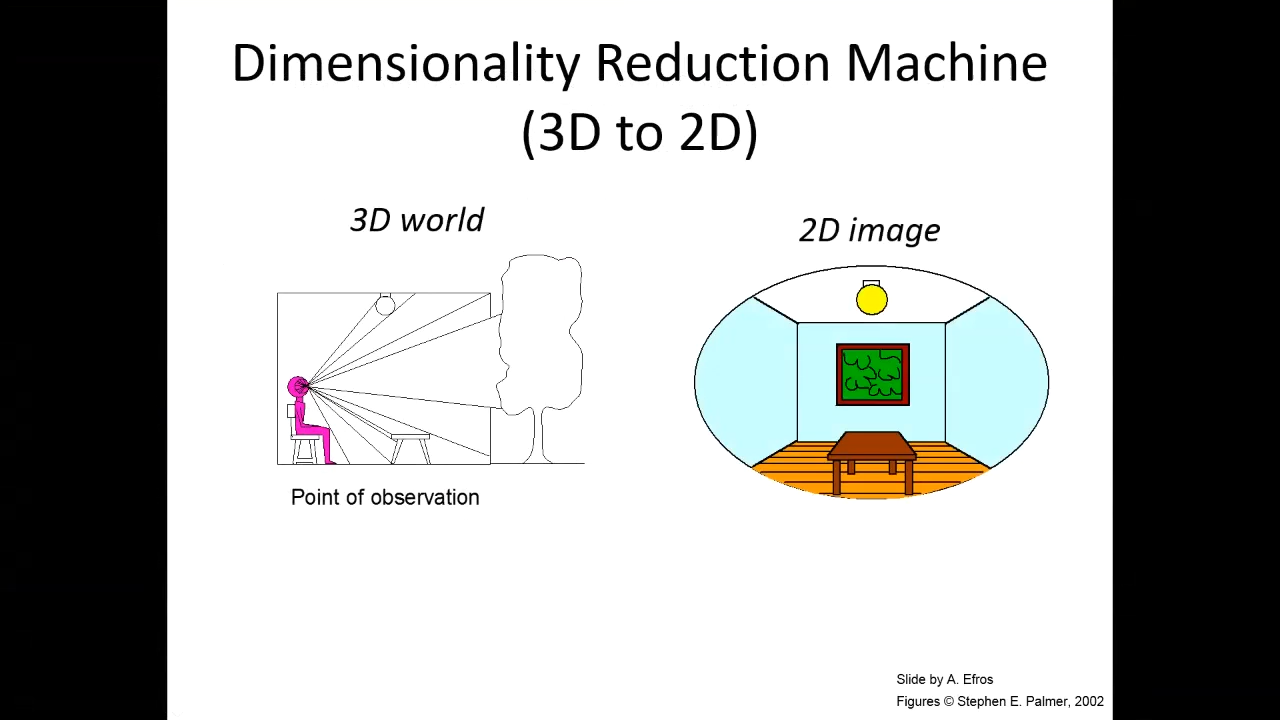 Dimensionality Reduction Machine
(3D to 2D)
3D world
2D image
Point of observation
Slide by A. Efros
Figures © Stephen E. Palmer, 2002